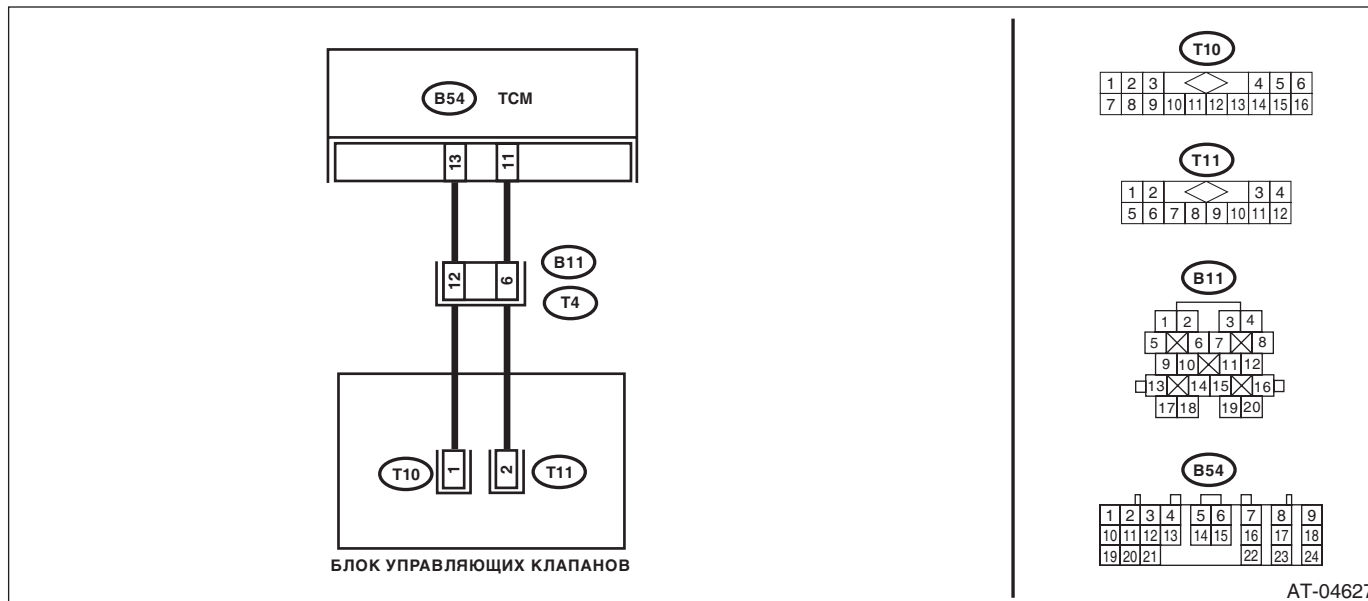 B54 TCM
13 11
12 6
B11
T4
T10 1 2 T11
БЛОК УПРАВЛЯЮЩИХ КЛАПАНОВ
T10
1 2 3 4 5 6
7 8 9 10 11 12 13 14 15 16
T11
1 2 3 4
5 6 7 8 9 10 11 12
B11
1 2 3 4
5 6 7 8
9 10 11 12
13 14 15 16
17 18 19 20
B54
1 2 3 4 5 6 7 8 9
10 11 12 13 14 15 16 17 18
19 20 21 22 23 24
AT-04627